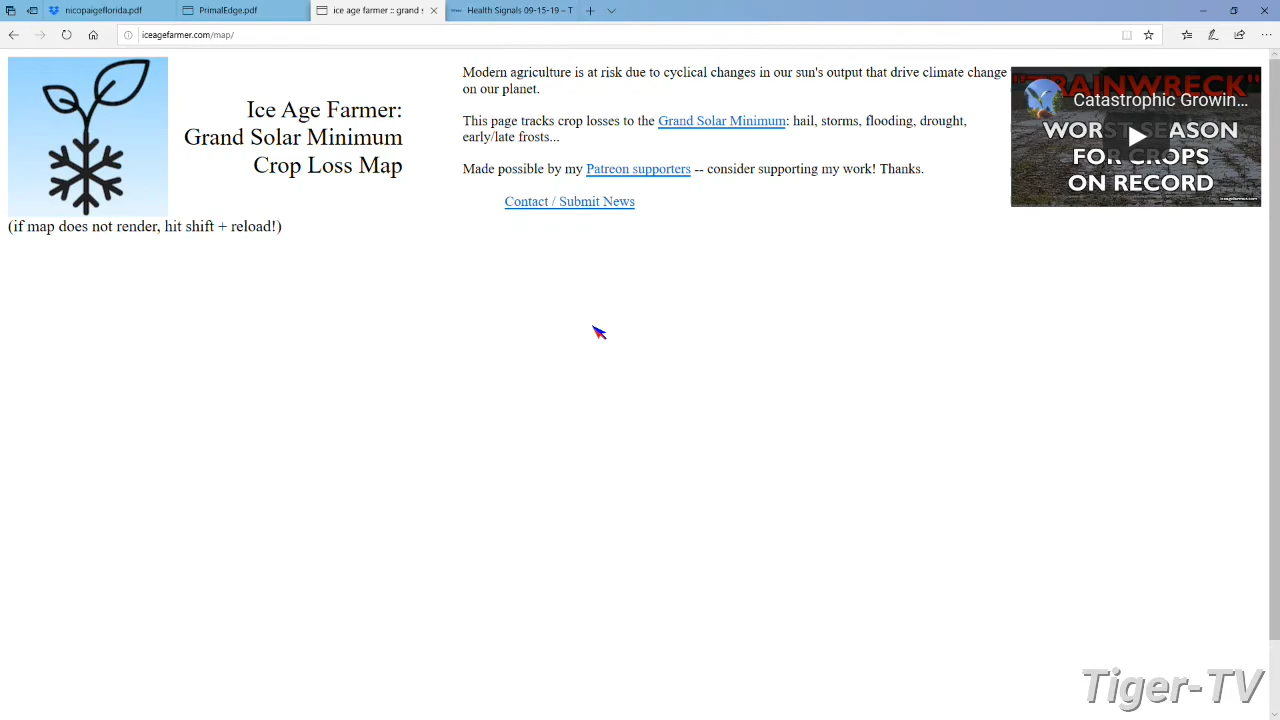 nicopaigeflorida.pdf
PrimalEdge.pdf
ice age farmer :: grand s
Health Signals 09-15-19 – T
iceagefarmer.com/map/
Ice Age Farmer:
Grand Solar Minimum
Crop Loss Map
(if map does not render, hit shift + reload!)
Modern agriculture is at risk due to cyclical changes in our sun's output that drive climate change
on our planet.
This page tracks crop losses to the Grand Solar Minimum: hail, storms, flooding, drought,
early/late frosts...
Made possible by my Patreon supporters -- consider supporting my work! Thanks.
Contact / Submit News
"TRAINWRECK"
Catastrophic Growin...
WORST SEASON
FOR CROPS
ON RECORD
iceagefarmer.com
Tiger-TV